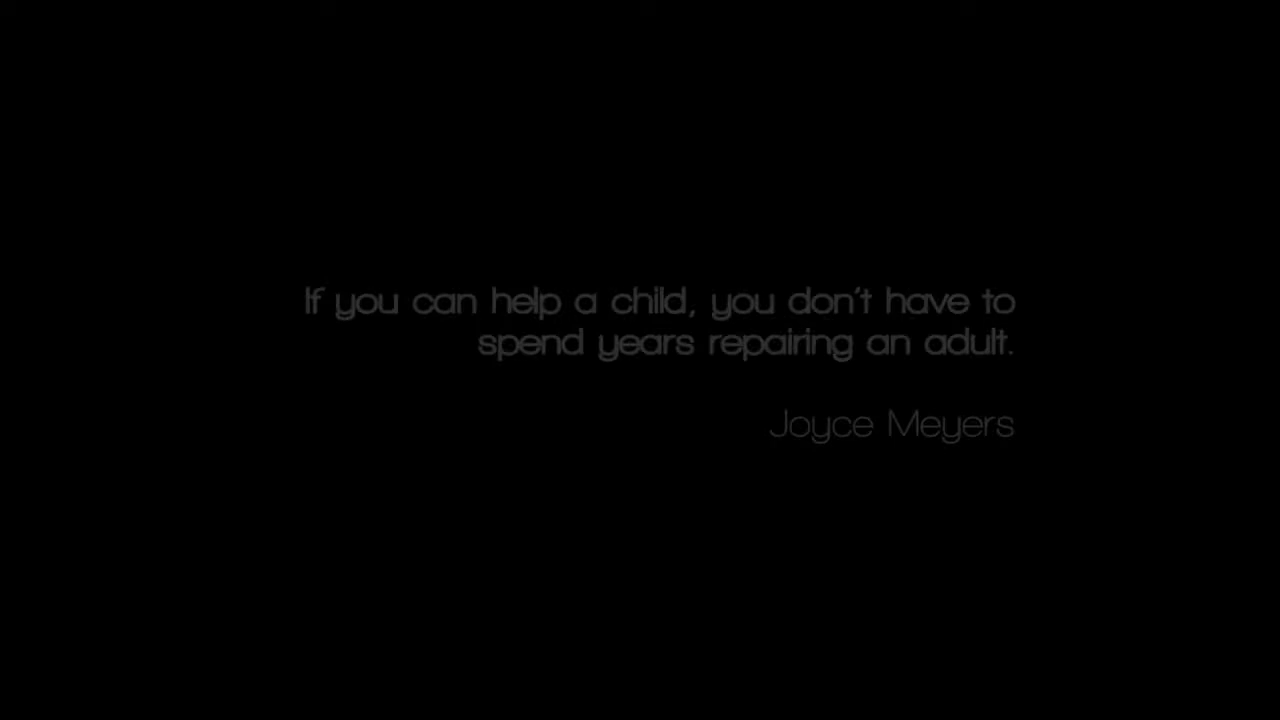 If you can help a child, you don't have to
spend years repairing an adult.
Joyce Meyers